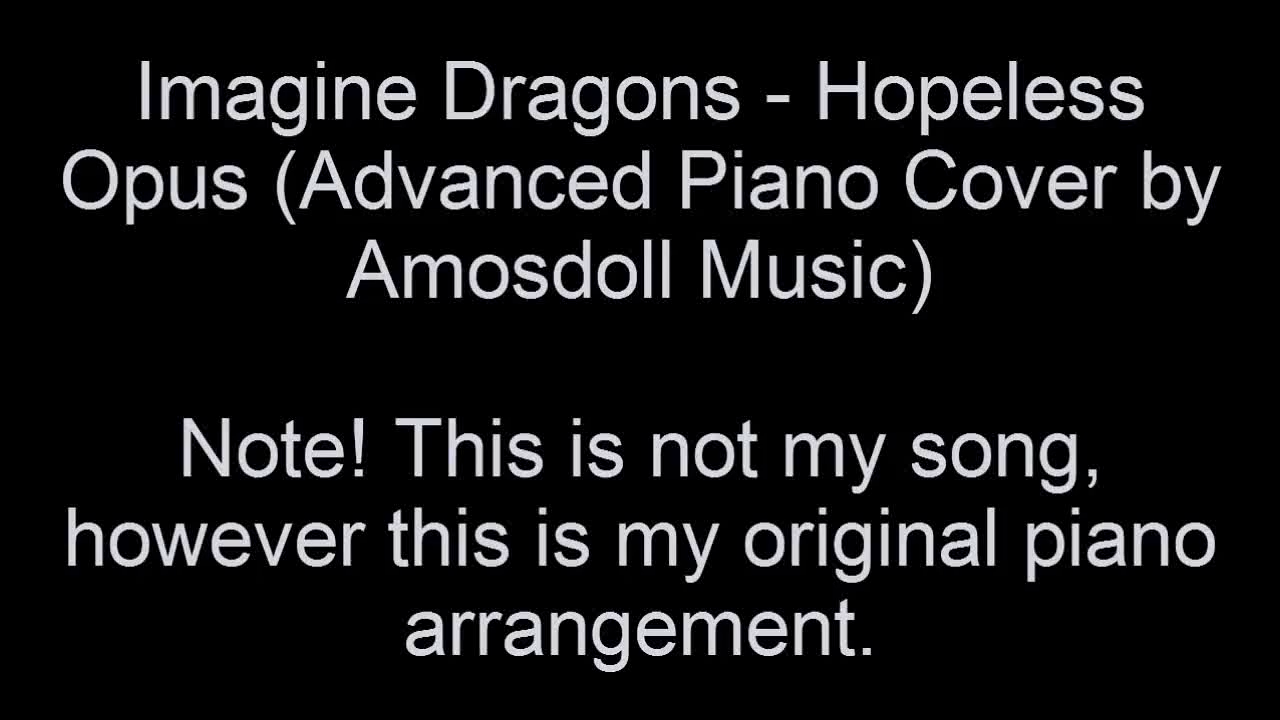 Imagine Dragons - Hopeless
Opus (Advanced Piano Cover by
Amosdoll Music)
Note! This is not my song,
however this is my original piano
arrangement.